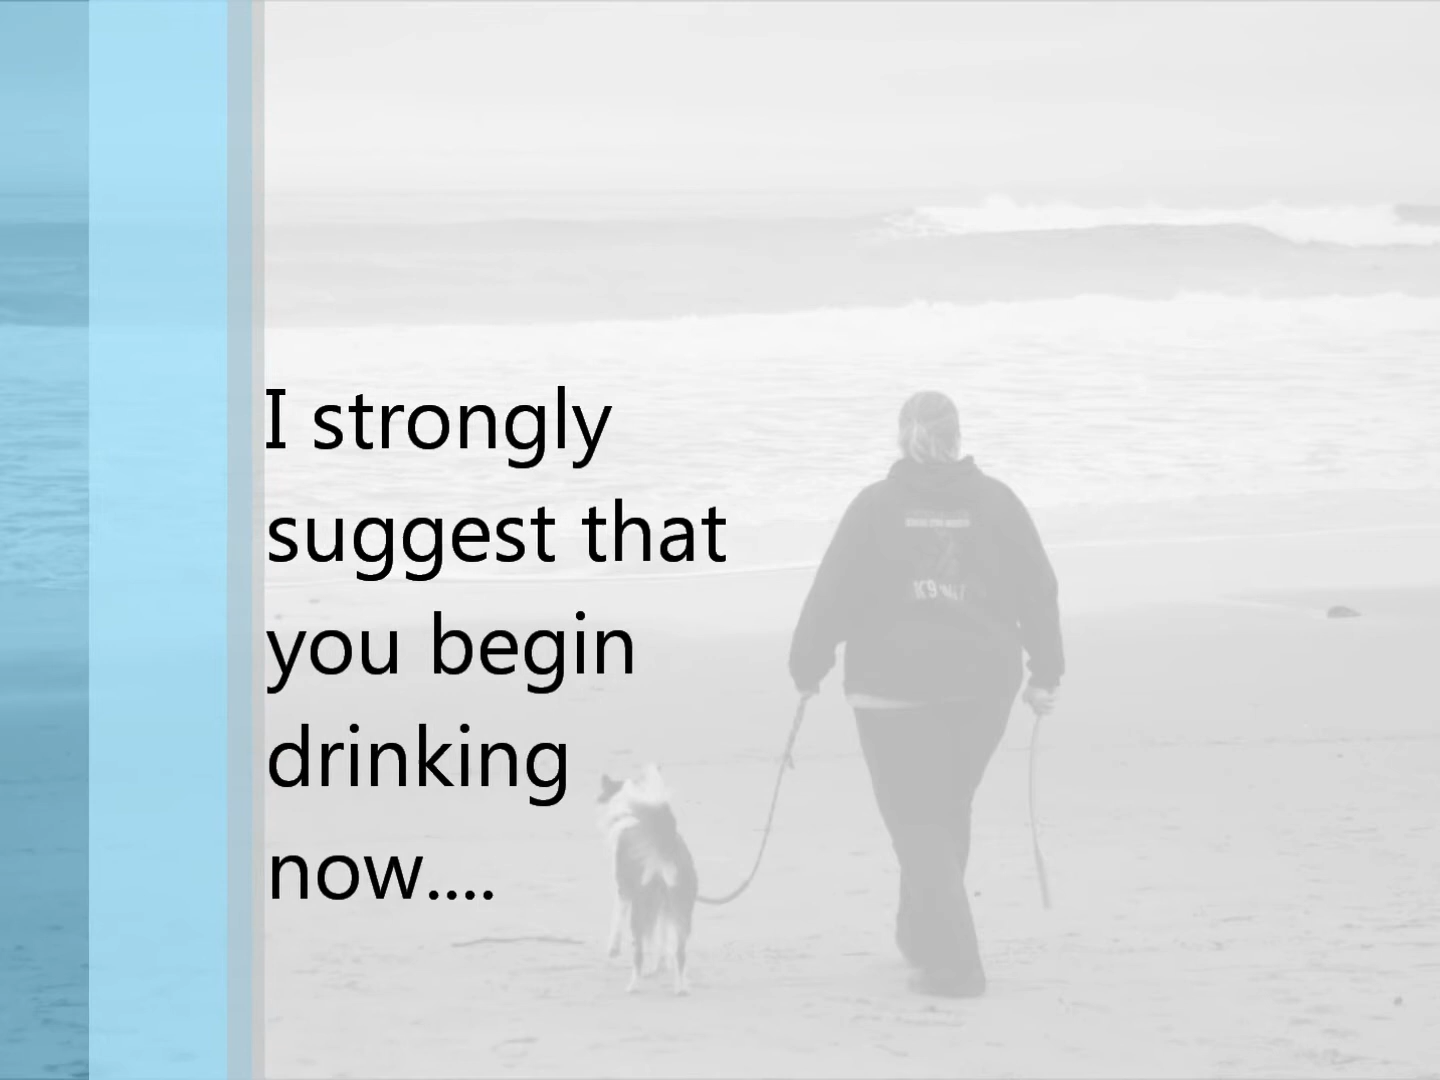 I strongly
suggest that
you begin
drinking
now....